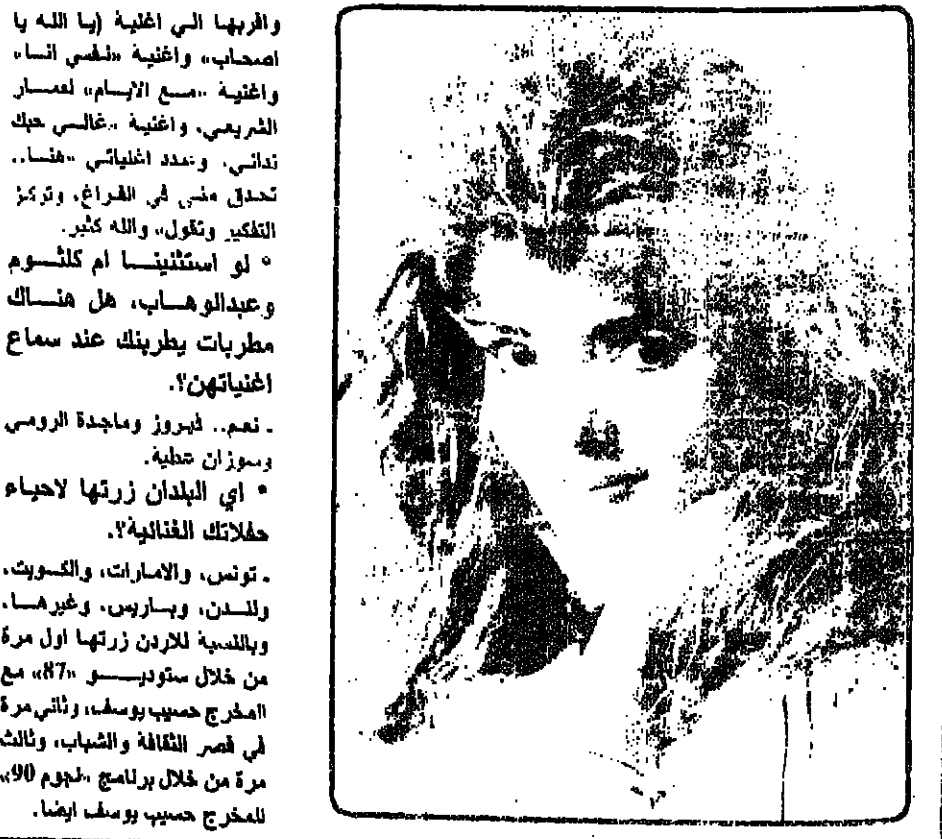 واقربها الي اغنية (يا الله يا
اصحاب» واغنية «نفسي انسا»
واغنية «مع الايام» لعمار
الشريعي، واغنية «غالي حبك
نداني. وعدد اغنياتي «هنا..
تحدق منى في الفراغ، وتركز
التفكير وتقول، والله كثير.
* لو استثنينا ام كلثوم
وعبدالوهاب، هل هناك
مطربات يطربنك عند سماع
اغنياتهن؟.
- نعم.. فيروز وماجدة الرومي
وسوزان عطية.
* اي البلدان زرتها لاحياء
حفلاتك الغنائية؟.
- تونس، والامارات، والكويت،
ولندن، وباريس، وغيرها،
وبالنسبة للاردن زرتها اول مرة
من خلال ستوديو «87» مع
المخرج حسيب يوسف، وثاني مرة
في قصر الثقافة والشباب، وثالث
مرة من خلال برنامج «نجوم 90»
للمخرج حسيب يوسف ايضا.